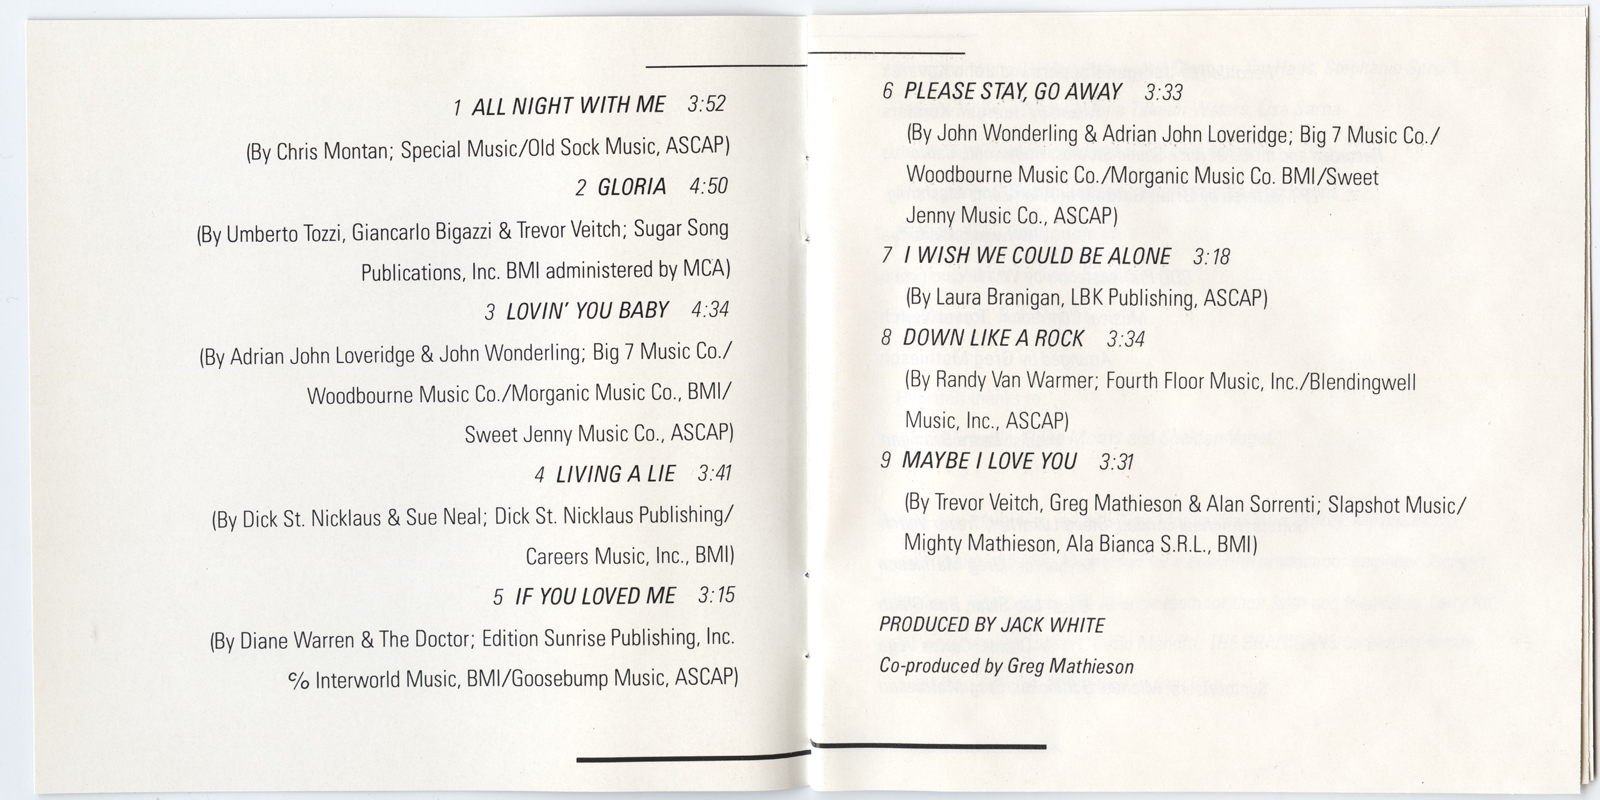 1 ALL NIGHT WITH ME 3:52
(By Chris Montan; Special Music/Old Sock Music, ASCAP)
2 GLORIA 4:50
(By Umberto Tozzi, Giancarlo Bigazzi & Trevor Veitch; Sugar Song
Publications, Inc. BMI administered by MCA)
3 LOVIN' YOU BABY 4:34
(By Adrian John Loveridge & John Wonderling; Big 7 Music Co./
Woodbourne Music Co./Morganic Music Co., BMI/
Sweet Jenny Music Co., ASCAP)
4 LIVING A LIE 3:41
(By Dick St. Nicklaus & Sue Neal; Dick St. Nicklaus Publishing/
Careers Music, Inc., BMI)
5 IF YOU LOVED ME 3:15
(By Diane Warren & The Doctor; Edition Sunrise Publishing, Inc.
℅ Interworld Music, BMI/Goosebump Music, ASCAP)
6 PLEASE STAY, GO AWAY 3:33
(By John Wonderling & Adrian John Loveridge; Big 7 Music Co./
Woodbourne Music Co./Morganic Music Co. BMI/Sweet
Jenny Music Co., ASCAP)
7 I WISH WE COULD BE ALONE 3:18
(By Laura Branigan, LBK Publishing, ASCAP)
8 DOWN LIKE A ROCK 3:34
(By Randy Van Warmer; Fourth Floor Music, Inc./Blendingwell
Music, Inc., ASCAP)
9 MAYBE I LOVE YOU 3:31
(By Trevor Veitch, Greg Mathieson & Alan Sorrenti; Slapshot Music/
Mighty Mathieson, Ala Bianca S.R.L., BMI)
PRODUCED BY JACK WHITE
Co-produced by Greg Mathieson